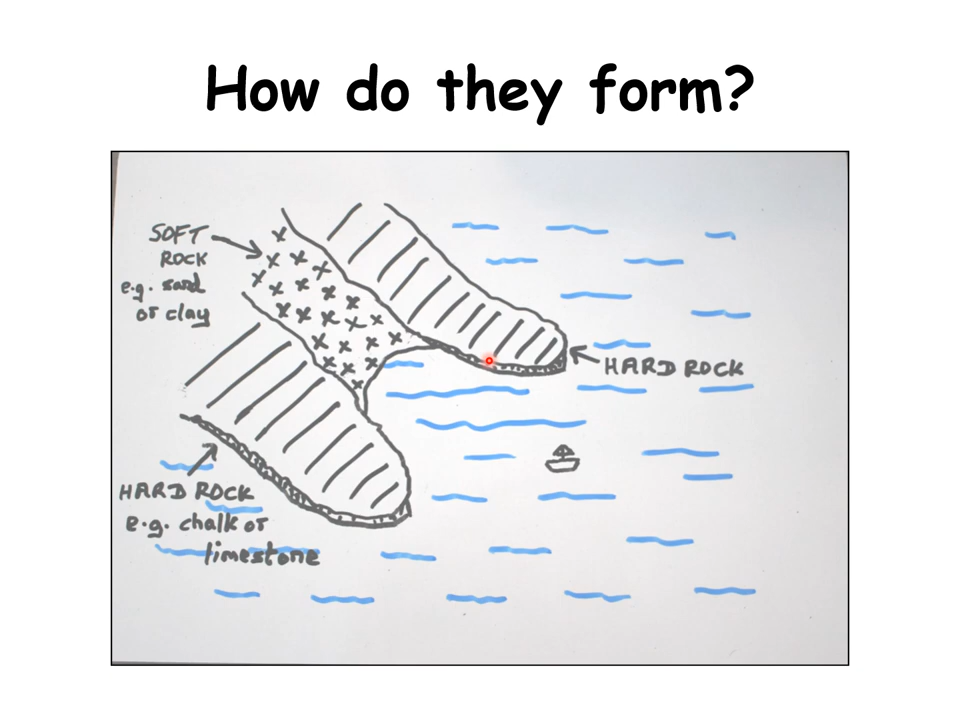 How do they form?
SOFT
ROCK
e.g. sand
or clay
HARD ROCK
HARD ROCK
e.g. chalk or
limestone